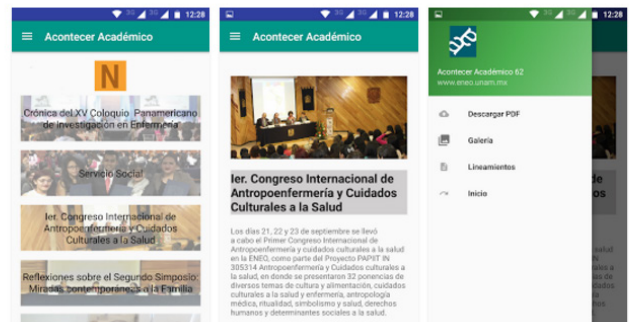 3G 3G 12:28
Acontecer Académico
N
Crónica del XV Coloquio Panamericano
de Investigación en Enfermería
Servicio Social
Ier. Congreso Internacional de
Antropoenfermería y Cuidados
Culturales a la Salud
Reflexiones sobre el Segundo Simposio:
Miradas contemporáneas a la Familia
3G 3G 12:28
Acontecer Académico
Ier. Congreso Internacional de
Antropoenfermería y Cuidados
Culturales a la Salud
Los días 21, 22 y 23 de septiembre se llevó
a cabo el Primer Congreso Internacional de
Antropoenfermería y Cuidados culturales a la salud
en la ENEO, como parte del Proyecto PAPIIT IN
305314 Antropoenfermería y Cuidados culturales a
la salud, en donde se presentaron 32 ponencias de
diversos temas de cultura y alimentación, cuidados
culturales a la salud y enfermería, antropología
médica, ritualidad, simbolismo y salud, derechos
humanos y determinantes sociales a la salud.
3G 3G 12:28
Acontecer Académico 62
www.eneo.unam.mx
Descargar PDF
Galería
Lineamientos
Inicio